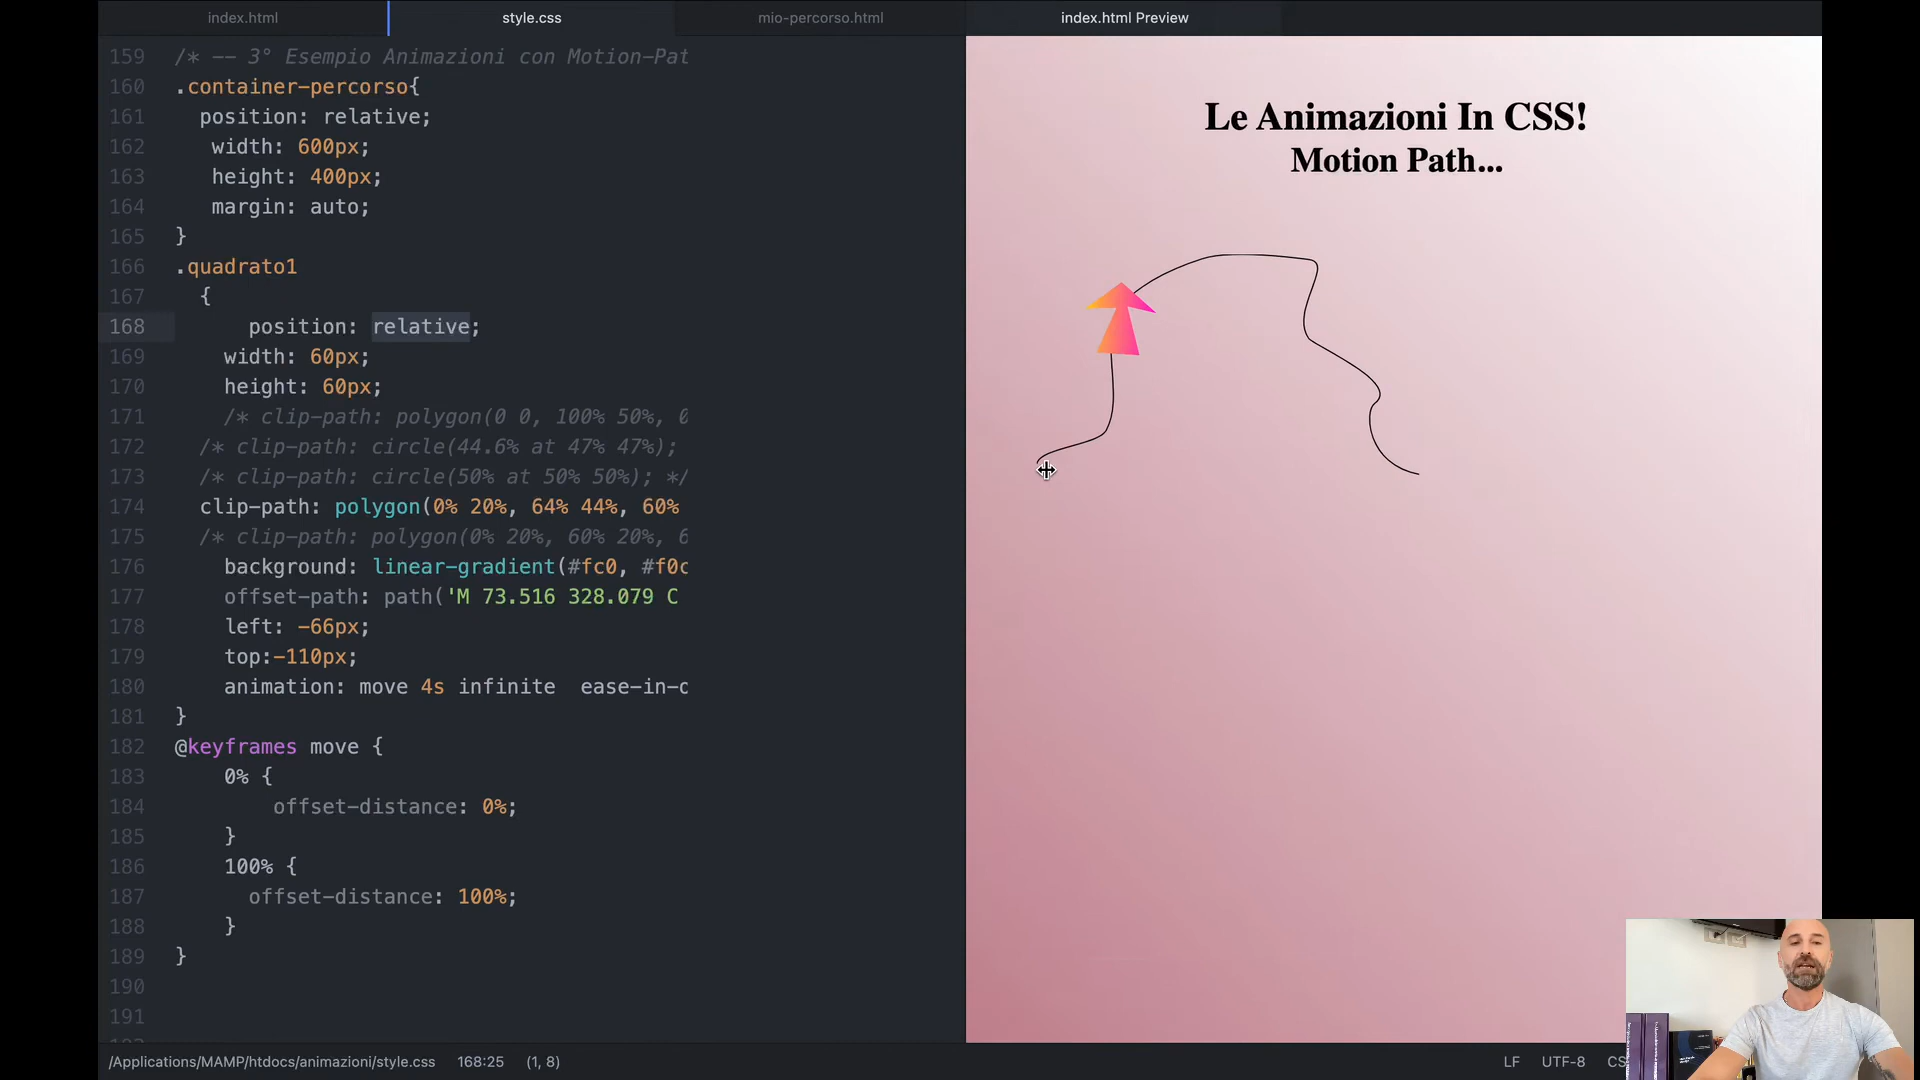 index.html
style.css
mio-percorso.html
index.html Preview
159 /* -- 3° Esempio Animazioni con Motion-Pat
160 .container-percorso{
161 position: relative;
162 width: 600px;
163 height: 400px;
164 margin: auto;
165 }
166 .quadrato1
167 {
168 position: relative;
169 width: 60px;
170 height: 60px;
171 /* clip-path: polygon(0 0, 100% 50%, 0
172 /* clip-path: circle(44.6% at 47% 47%);
173 /* clip-path: circle(50% at 50% 50%); */
174 clip-path: polygon(0% 20%, 64% 44%, 60%
175 /* clip-path: polygon(0% 20%, 60% 20%, 6
176 background: linear-gradient(#fc0, #f0c
177 offset-path: path('M 73.516 328.079 C
178 left: -66px;
179 top:-110px;
180 animation: move 4s infinite  ease-in-o
181 }
182 @keyframes move {
183 0% {
184 offset-distance: 0%;
185 }
186 100% {
187 offset-distance: 100%;
188 }
189 }
190
191
Le Animazioni In CSS!
Motion Path...
/Applications/MAMP/htdocs/animazioni/style.css 168:25 (1, 8)
LF UTF-8 CS